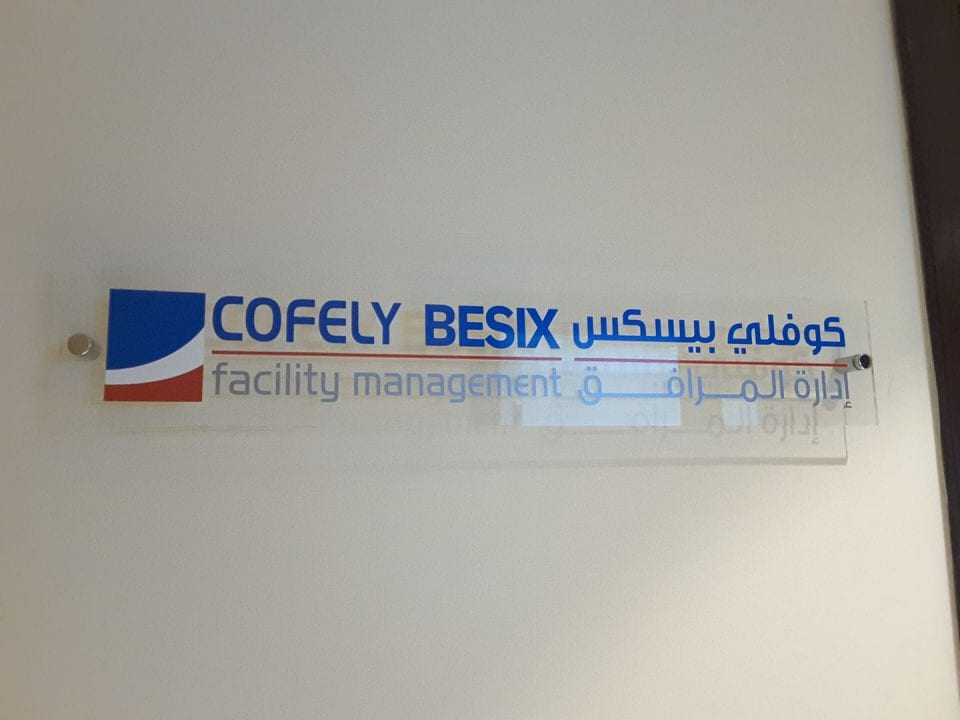 COFELY BESIX كوفلي بيسكس
facility management إدارة المرافق